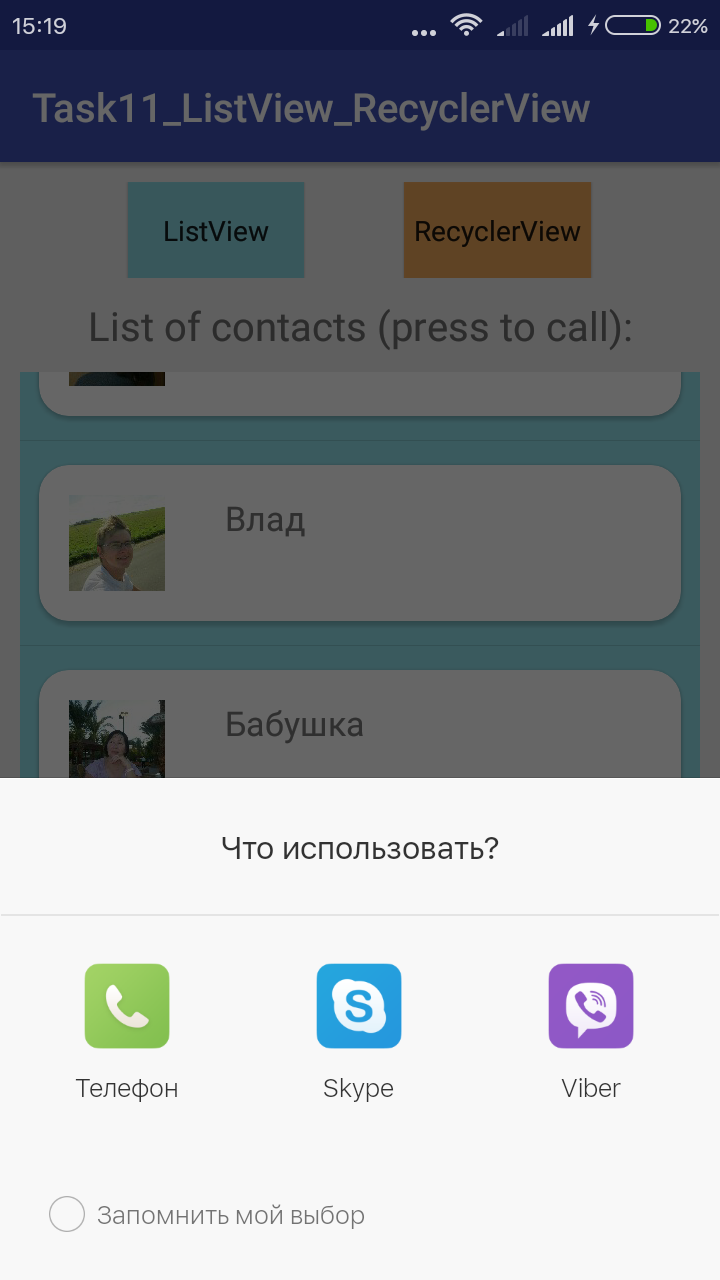 15:19
22%
Task11_ListView_RecyclerView
ListView
RecyclerView
List of contacts (press to call):
Влад
Бабушка
Что использовать?
Телефон
Skype
Viber
Запомнить мой выбор